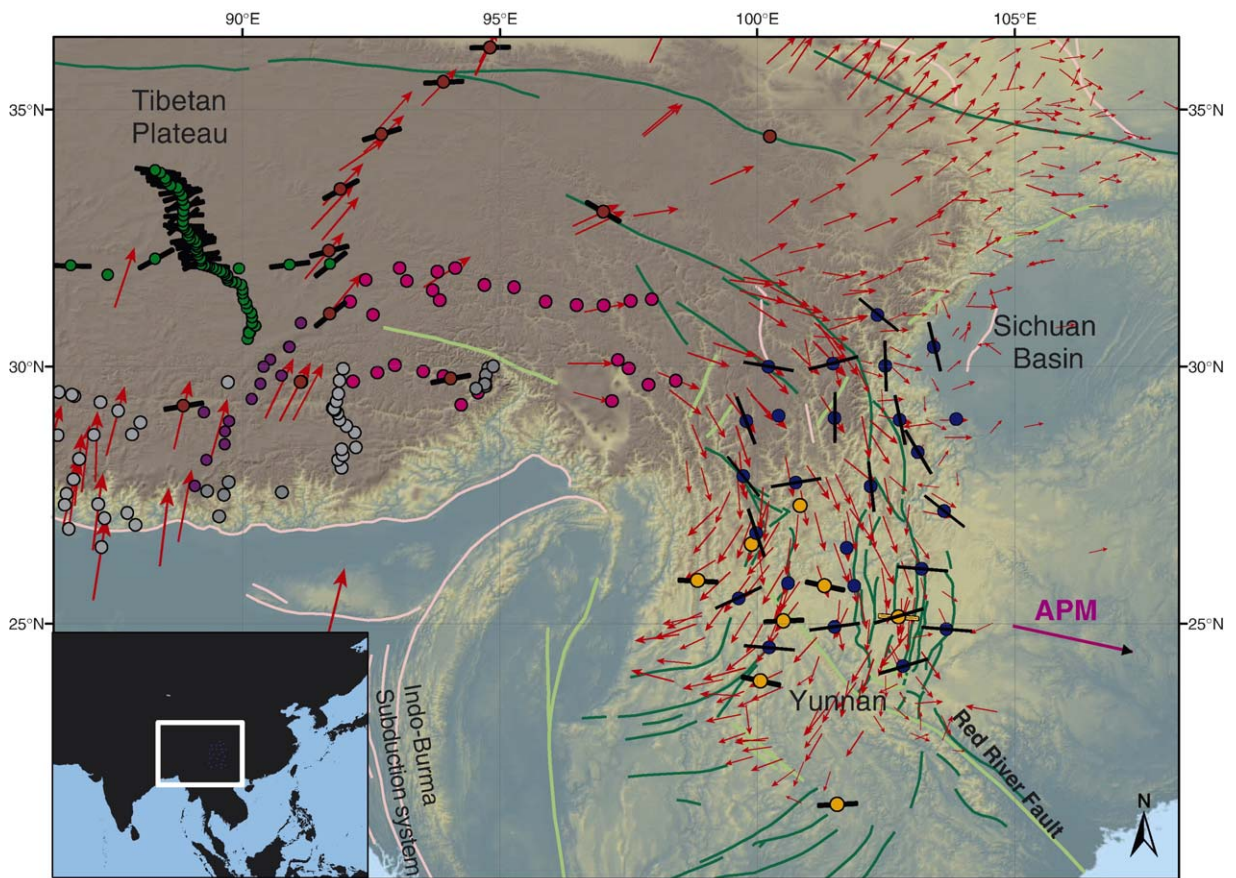 90°E
95°E
100°E
105°E
35°N
35°N
Tibetan
Plateau
Sichuan
Basin
30°N
30°N
25°N
25°N
APM
Yunnan
Indo-Burma
Subduction system
Red River Fault
N